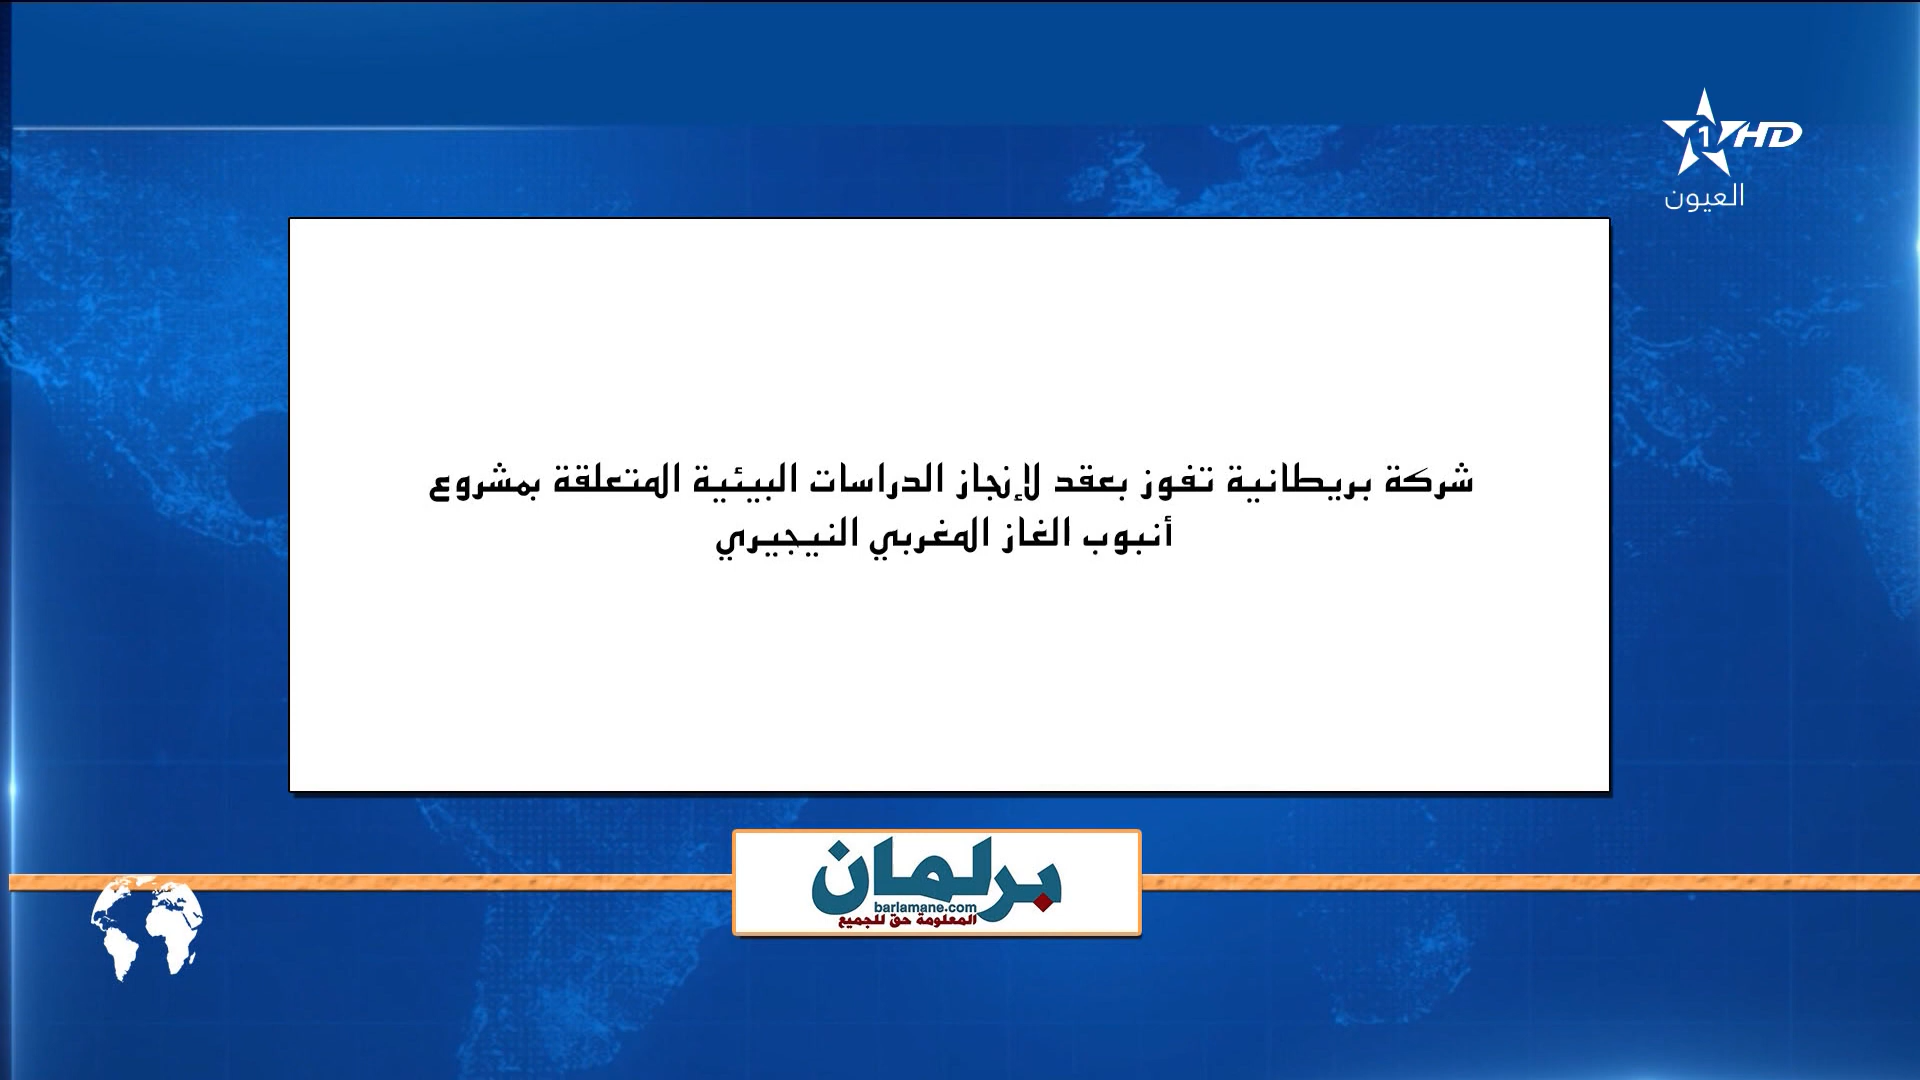 1 HD
العيون
شركة بريطانية تفوز بعقد لإنجاز الدراسات البيئية المتعلقة بمشروع
أنبوب الغاز المغربي النيجيري
برلمان
barlamane.com
المعلومة حق للجميع